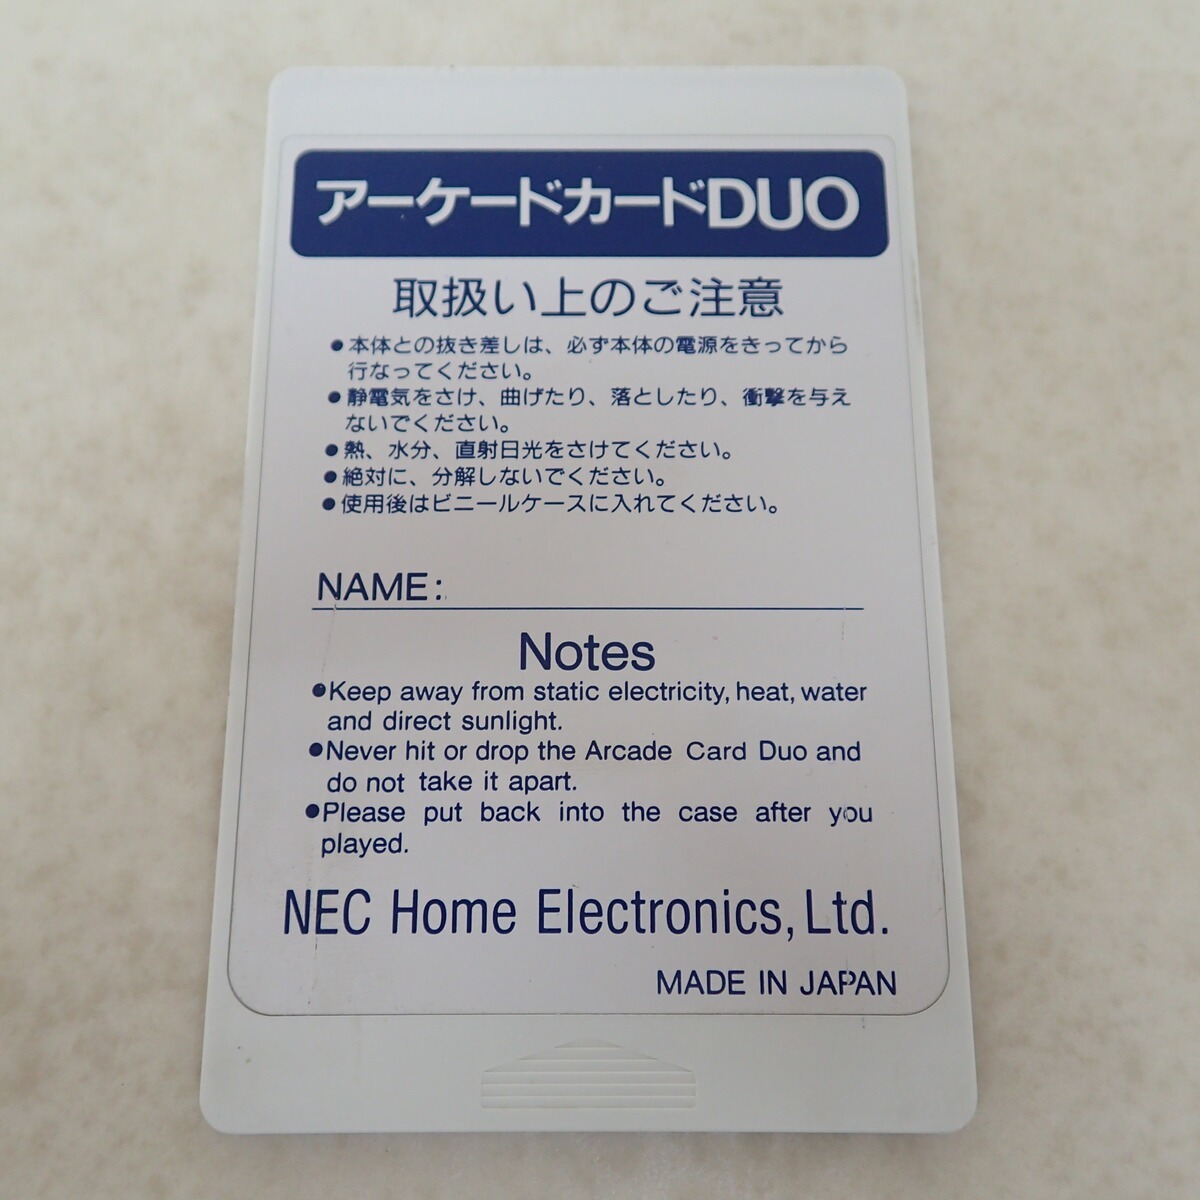 アーケードカードDUO
取扱い上のご注意
●本体との抜き差しは、必ず本体の電源をきってから
行なってください。
●静電気をさけ、曲げたり、落としたり、衝撃を与え
ないでください。
●熱、水分、直射日光をさけてください。
●絶対に、分解しないでください。
●使用後はビニールケースに入れてください。
NAME:
Notes
●Keep away from static electricity, heat, water
and direct sunlight.
●Never hit or drop the Arcade Card Duo and
do not take it apart.
●Please put back into the case after you
played.
NEC Home Electronics, Ltd.
MADE IN JAPAN